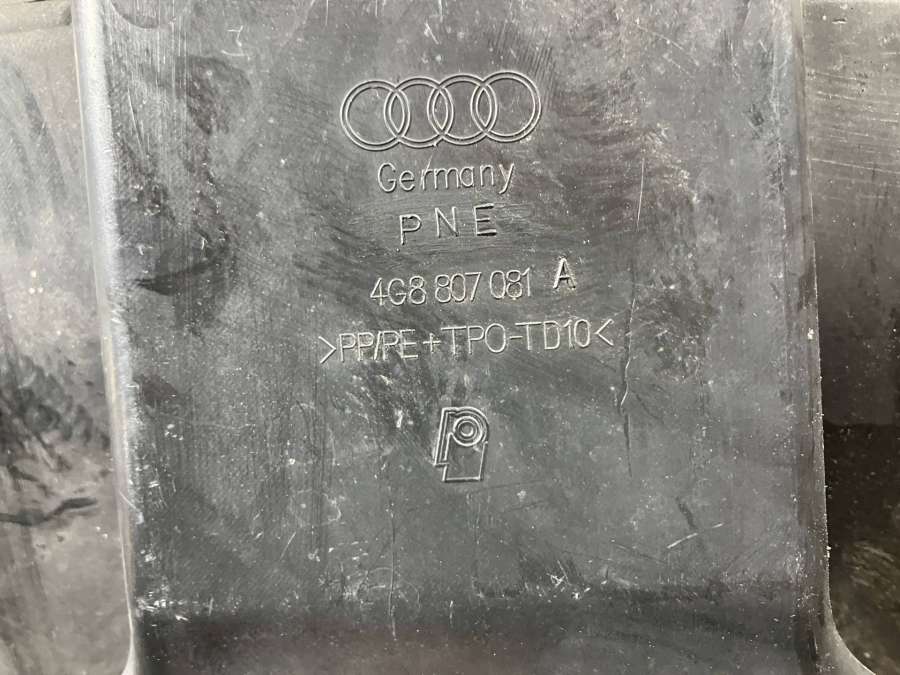 Germany
PNE
4G8 807 081 A
>PP/PE+TPO-TD10<